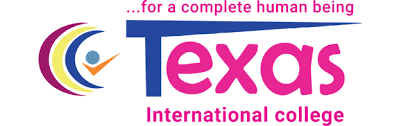 ...for a complete human being
Texas
International college